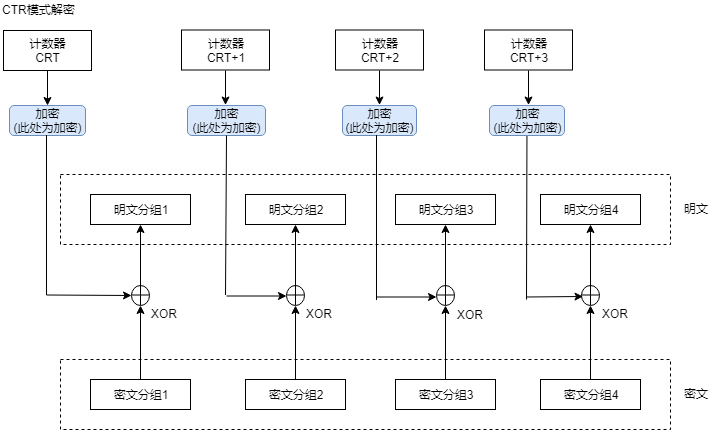 CTR模式解密
计数器
CRT
计数器
CRT+1
计数器
CRT+2
计数器
CRT+3
加密
(此处为加密)
加密
(此处为加密)
加密
(此处为加密)
加密
(此处为加密)
明文分组1
明文分组2
明文分组3
明文分组4
明文
XOR
XOR
XOR
XOR
密文分组1
密文分组2
密文分组3
密文分组4
密文